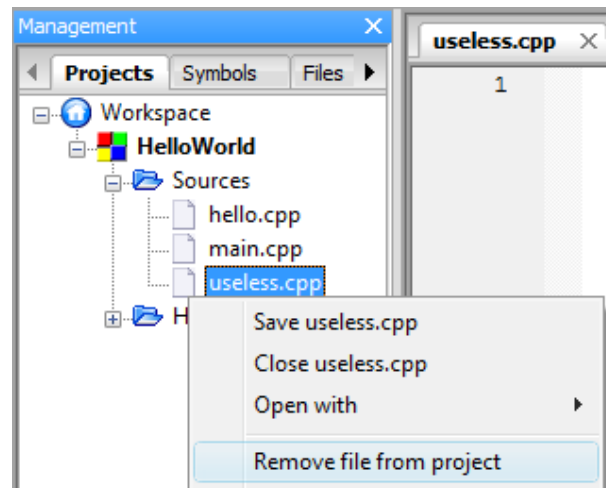 Management
useless.cpp
Projects Symbols Files
1
Workspace
HelloWorld
Sources
hello.cpp
main.cpp
useless.cpp
H
Save useless.cpp
Close useless.cpp
Open with
Remove file from project